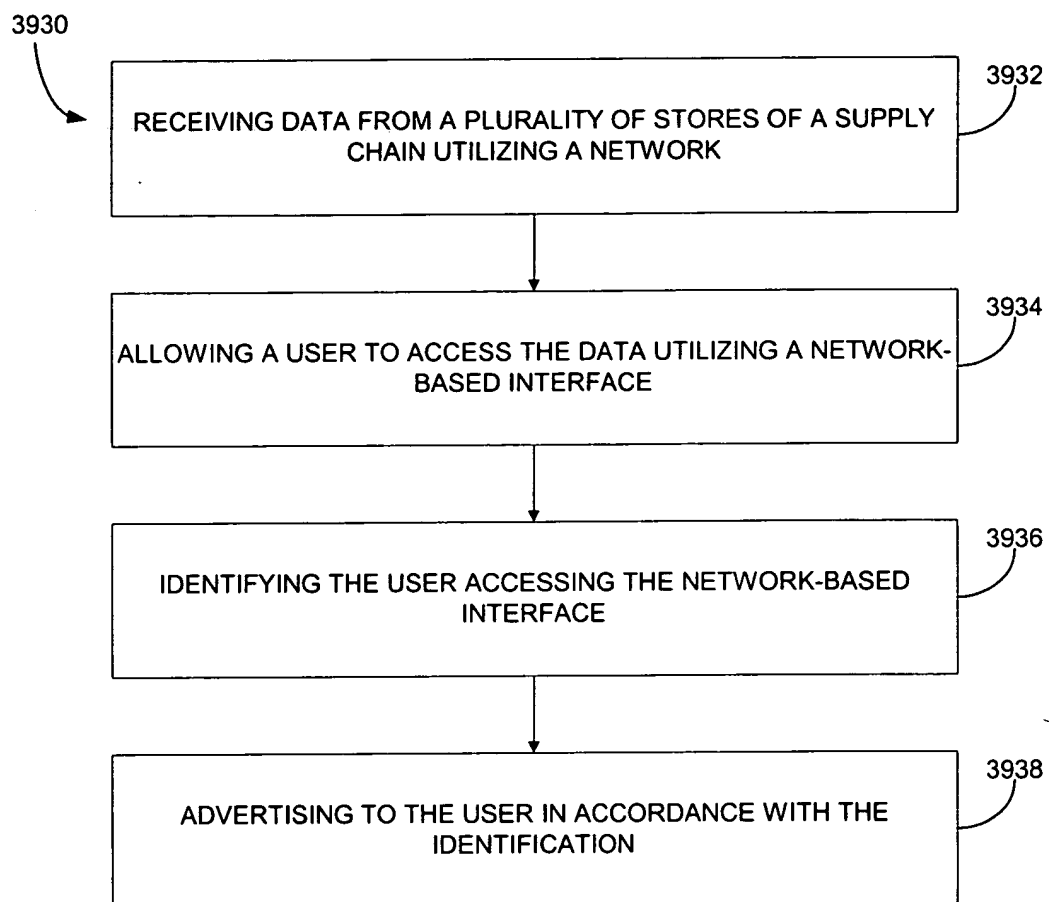 3930
3932
RECEIVING DATA FROM A PLURALITY OF STORES OF A SUPPLY
CHAIN UTILIZING A NETWORK
3934
ALLOWING A USER TO ACCESS THE DATA UTILIZING A NETWORK-
BASED INTERFACE
3936
IDENTIFYING THE USER ACCESSING THE NETWORK-BASED
INTERFACE
3938
ADVERTISING TO THE USER IN ACCORDANCE WITH THE
IDENTIFICATION